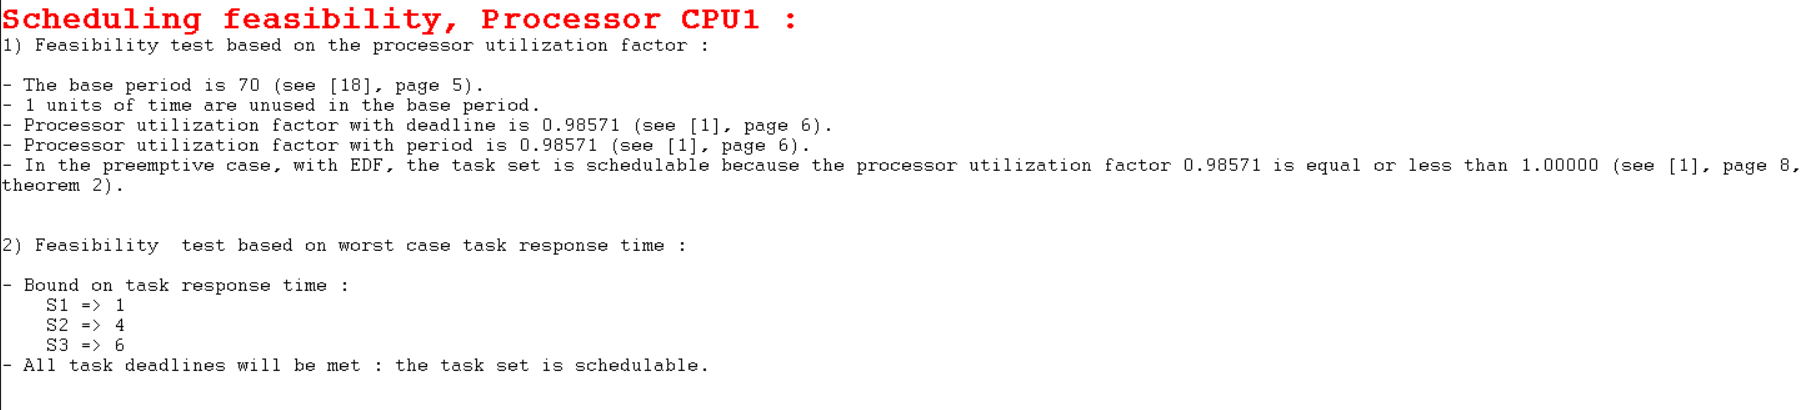 Scheduling feasibility, Processor CPU1 :
1) Feasibility test based on the processor utilization factor :
- The base period is 70 (see [18], page 5).
- 1 units of time are unused in the base period.
- Processor utilization factor with deadline is 0.98571 (see [1], page 6).
- Processor utilization factor with period is 0.98571 (see [1], page 6).
- In the preemptive case, with EDF, the task set is schedulable because the processor utilization factor 0.98571 is equal or less than 1.00000 (see [1], page 8,
theorem 2).
2) Feasibility  test based on worst case task response time :
- Bound on task response time :
S1 => 1
S2 => 4
S3 => 6
- All task deadlines will be met : the task set is schedulable.